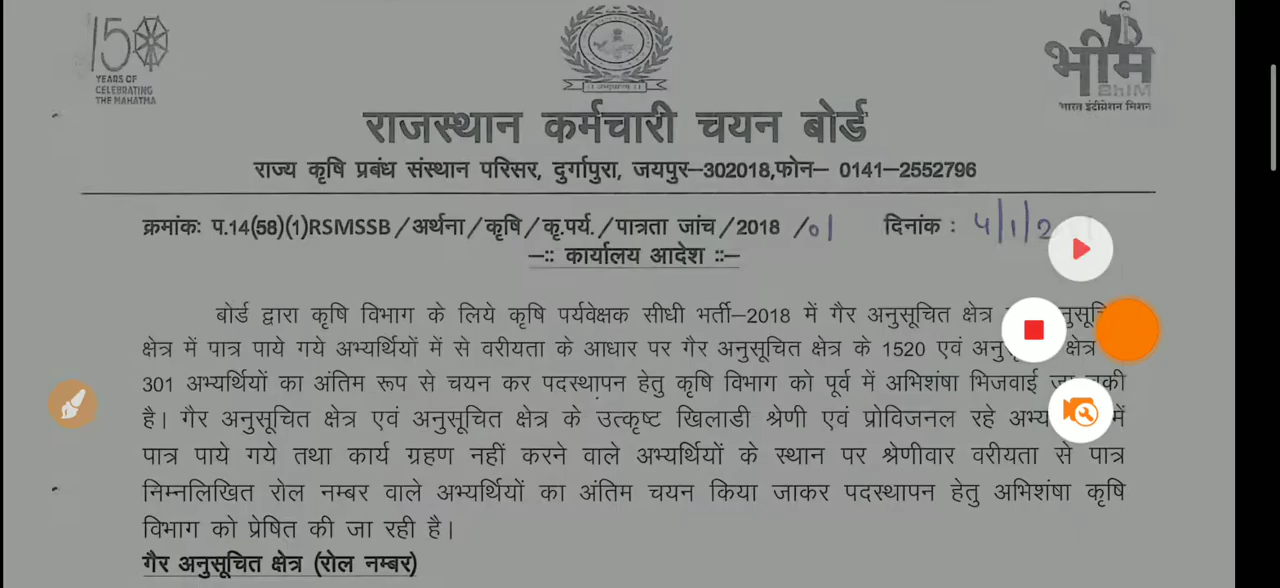 150
YEARS OF
CELEBRATING
THE MAHATMA
भीम
BhIM
भारत इंटीग्रेशन मिशन
राजस्थान कर्मचारी चयन बोर्ड
राज्य कृषि प्रबंध संस्थान परिसर, दुर्गापुरा, जयपुर–302018,फोन– 0141–2552796
क्रमांकः प.14(58)(1)RSMSSB/अर्थना/कृषि/कृ.पर्य./पात्रता जांच/2018 /01 दिनांक : 4/1/2
–:: कार्यालय आदेश ::–
बोर्ड द्वारा कृषि विभाग के लिये कृषि पर्यवेक्षक सीधी भर्ती–2018 में गैर अनुसूचित क्षेत्र
क्षेत्र में पात्र पाये गये अभ्यर्थियों में से वरीयता के आधार पर गैर अनुसूचित क्षेत्र के 1520 एवं क्षेत्र
301 अभ्यर्थियों का अंतिम रूप से चयन कर पदस्थापन हेतु कृषि विभाग को पूर्व में अभिशंषा भिजवाई
है। गैर अनुसूचित क्षेत्र एवं अनुसूचित क्षेत्र के उत्कृष्ट खिलाडी श्रेणी एवं प्रोविजनल रहे में
पात्र पाये गये तथा कार्य ग्रहण नहीं करने वाले अभ्यर्थियों के स्थान पर श्रेणीवार वरीयता से पात्र
निम्नलिखित रोल नम्बर वाले अभ्यर्थियों का अंतिम चयन किया जाकर पदस्थापन हेतु अभिशंषा कृषि
विभाग को प्रेषित की जा रही है।
गैर अनुसूचित क्षेत्र (रोल नम्बर)